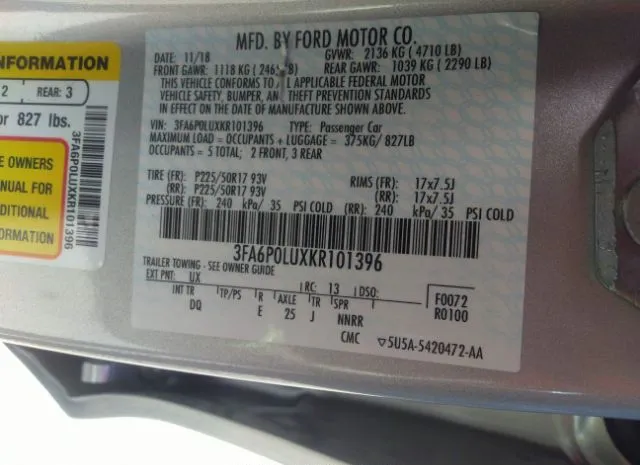 INFORMATION
2 REAR: 3
or 827 lbs.
3FA6P0LUXKR101396
E OWNERS
ANUAL FOR
DITIONAL
ORMATION
MFD. BY FORD MOTOR CO.
DATE: 11/18 GVWR: 2136 KG ( 4710 LB)
FRONT GAWR: 1118 KG ( 246 B) REAR GAWR: 1039 KG ( 2290 LB)
THIS VEHICLE CONFORMS TO APPLICABLE FEDERAL MOTOR
VEHICLE SAFETY, BUMPER, AN THEFT PREVENTION STANDARDS
IN EFFECT ON THE DATE OF MANUFACTURE SHOWN ABOVE.
VIN: 3FA6P0LUXKR101396 TYPE: Passenger Car
MAXIMUM LOAD = OCCUPANTS + LUGGAGE = 375KG/ 827LB
OCCUPANTS = 5 TOTAL; 2 FRONT, 3 REAR
TIRE (FR): P225/50R17 93V RIMS (FR): 17x7.5J
(RR): P225/50R17 93V (RR): 17x7.5J
PRESSURE (FR): 240 kPa/ 35 PSI COLD (RR): 240 kPa/ 35 PSI COLD
3FA6P0LUXKR101396
TRAILER TOWING - SEE OWNER GUIDE
EXT PNT: UX RC: 13 DSO:
INT TR TP/PS R AXLE TR SPR F0072
DQ E 25 J NNRR R0100
CMC ▽5U5A-5420472-AA